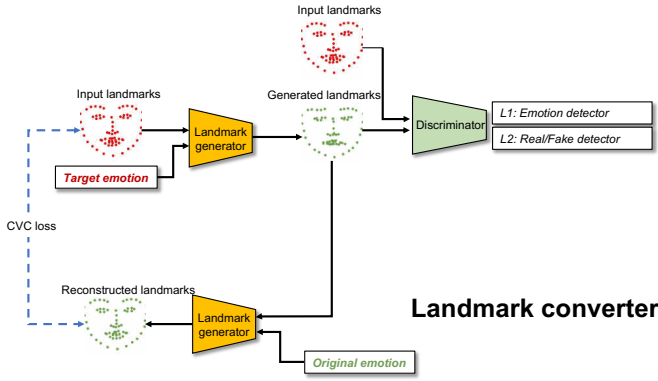 Input landmarks
Input landmarks
Generated landmarks
Landmark
generator
Discriminator
L1: Emotion detector
L2: Real/Fake detector
Target emotion
CVC loss
Reconstructed landmarks
Landmark
generator
Landmark converter
Original emotion